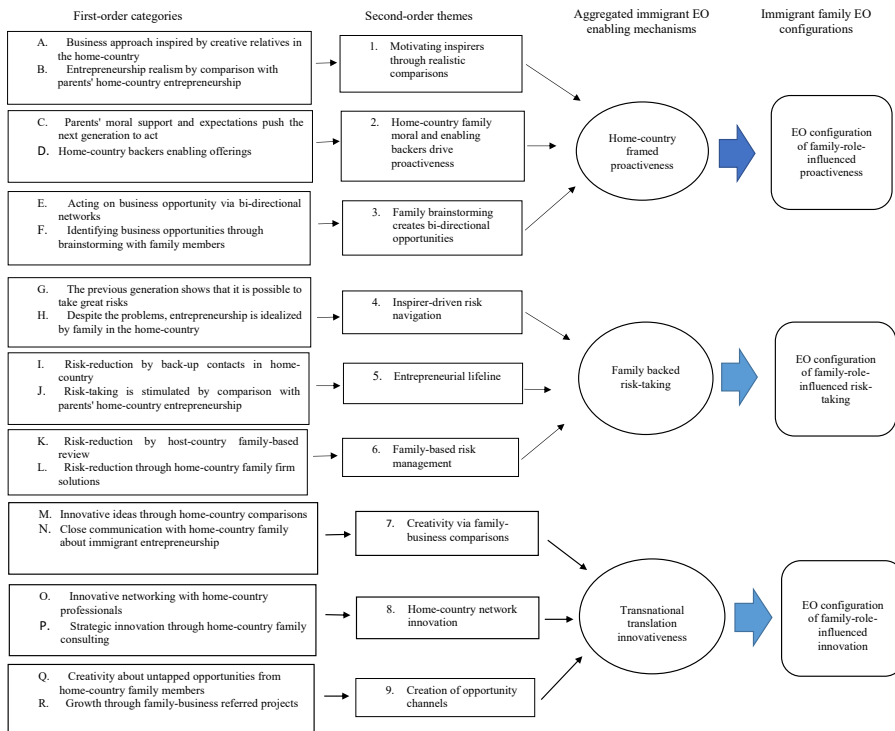 First-order categories
Second-order themes
Aggregated immigrant EO
enabling mechanisms
Immigrant family EO
configurations
A. Business approach inspired by creative relatives in
the home-country
B. Entrepreneurship realism by comparison with
parents' home-country entrepreneurship
1. Motivating inspirers
through realistic
comparisons
C. Parents' moral support and expectations push the
next generation to act
D. Home-country backers enabling offerings
2. Home-country family
moral and enabling
backers drive
proactiveness
E. Acting on business opportunity via bi-directional
networks
F. Identifying business opportunities through
brainstorming with family members
3. Family brainstorming
creates bi-directional
opportunities
Home-country
framed
proactiveness
EO configuration
of family-role-
influenced
proactiveness
G. The previous generation shows that it is possible to
take great risks
H. Despite the problems, entrepreneurship is idealized
by family in the home-country
4. Inspirer-driven risk
navigation
I. Risk-reduction by back-up contacts in home-
country
J. Risk-taking is stimulated by comparison with
parents' home-country entrepreneurship
5. Entrepreneurial lifeline
K. Risk-reduction by host-country family-based
review
L. Risk-reduction through home-country family firm
solutions
6. Family-based risk
management
Family backed
risk-taking
EO configuration
of family-role-
influenced risk-
taking
M. Innovative ideas through home-country comparisons
N. Close communication with home-country family
about immigrant entrepreneurship
7. Creativity via family-
business comparisons
O. Innovative networking with home-country
professionals
P. Strategic innovation through home-country family
consulting
8. Home-country network
innovation
Q. Creativity about untapped opportunities from
home-country family members
R. Growth through family-business referred projects
9. Creation of opportunity
channels
Transnational
translation
innovativeness
EO configuration
of family-role-
influenced
innovation